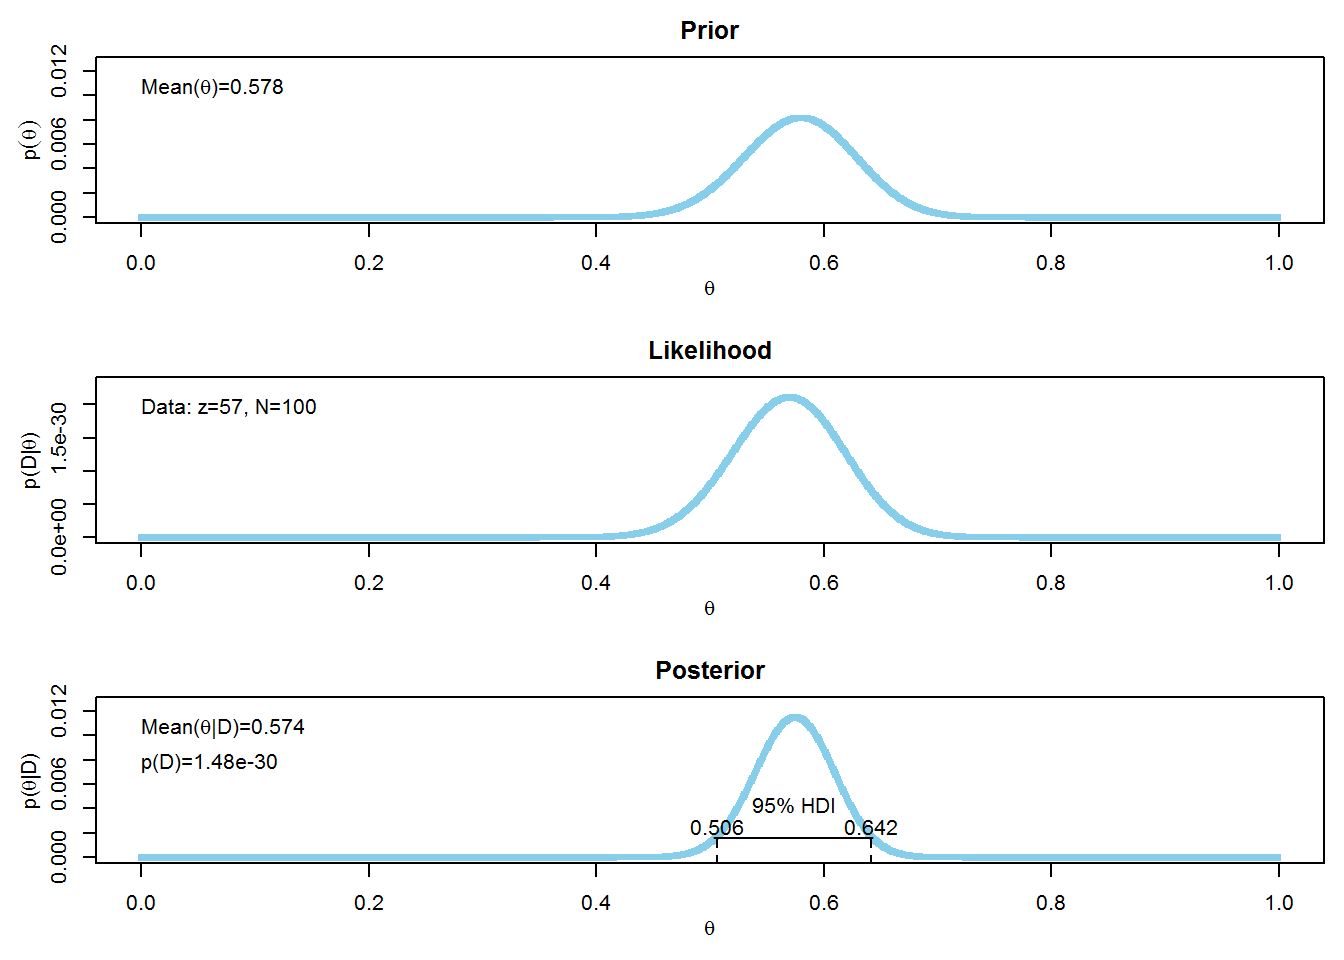 Prior
Mean(θ)=0.578
p(θ)
0.000 0.006 0.012
0.0 0.2 0.4 0.6 0.8 1.0
θ
Likelihood
Data: z=57, N=100
p(D|θ)
0.0e+00 1.5e-30
0.0 0.2 0.4 0.6 0.8 1.0
θ
Posterior
Mean(θ|D)=0.574
p(D)=1.48e-30
95% HDI
0.506 0.642
p(θ|D)
0.000 0.006 0.012
0.0 0.2 0.4 0.6 0.8 1.0
θ